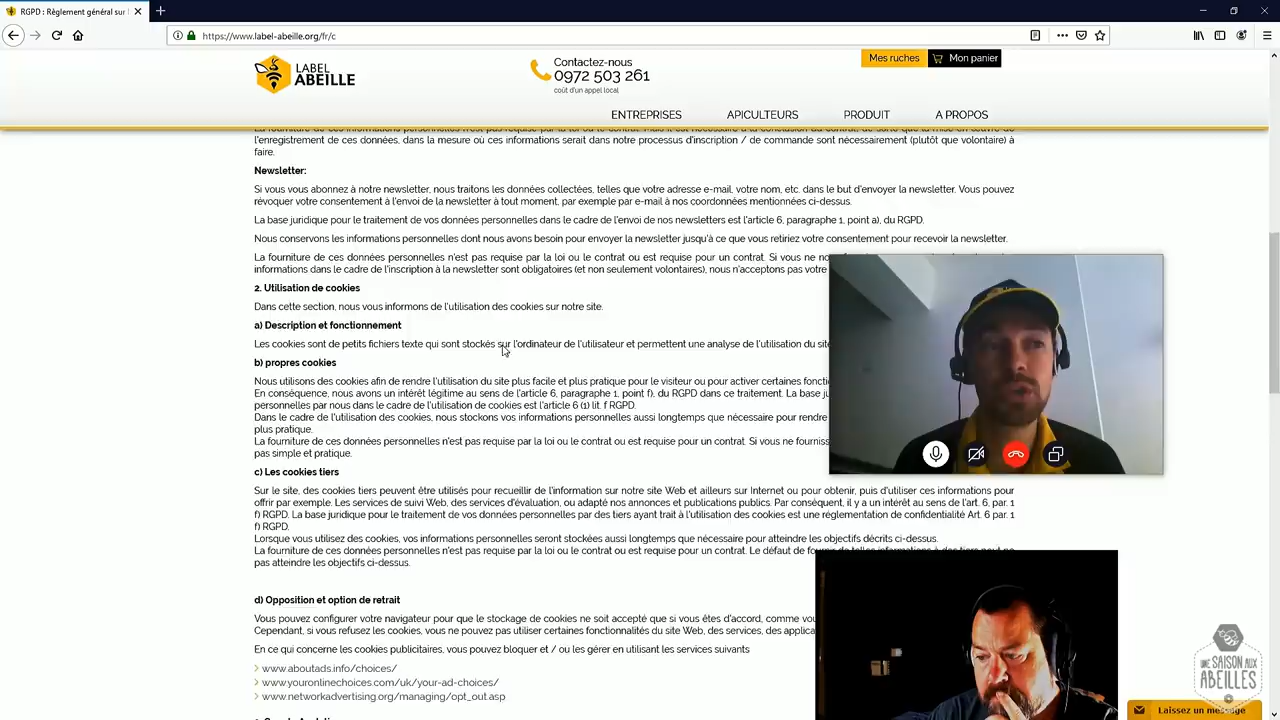 RGPD : Règlement général sur l
https://www.label-abeille.org/fr/c
LABEL
ABEILLE
Contactez-nous
0972 503 261
coût d'un appel local
Mes ruches
Mon panier
ENTREPRISES
APICULTEURS
PRODUIT
A PROPOS
La fourniture de ces informations personnelles n'est pas requise par la loi ou le contrat. Mais il est nécessaire à la conclusion du contrat, de sorte que la mise en œuvre de
l'enregistrement de ces données, dans la mesure où ces informations serait dans notre processus d'inscription / de commande sont nécessairement (plutôt que volontaire) à
faire.
Newsletter:
Si vous vous abonnez à notre newsletter, nous traitons les données collectées, telles que votre adresse e-mail, votre nom, etc. dans le but d'envoyer la newsletter. Vous pouvez
révoquer votre consentement à l'envoi de la newsletter à tout moment, par exemple par e-mail à nos coordonnées mentionnées ci-dessus.
La base juridique pour le traitement de vos données personnelles dans le cadre de l'envoi de nos newsletters est l'article 6, paragraphe 1, point a), du RGPD.
Nous conservons les informations personnelles dont nous avons besoin pour envoyer la newsletter jusqu'à ce que vous retiriez votre consentement pour recevoir la newsletter.
La fourniture de ces données personnelles n'est pas requise par la loi ou le contrat ou est requise pour un contrat. Si vous ne
informations dans le cadre de l'inscription à la newsletter sont obligatoires (et non seulement volontaires), nous n'acceptons pas votre
2. Utilisation de cookies
Dans cette section, nous vous informons de l'utilisation des cookies sur notre site.
a) Description et fonctionnement
Les cookies sont de petits fichiers texte qui sont stockés sur l'ordinateur de l'utilisateur et permettent une analyse de l'utilisation du site
b) propres cookies
Nous utilisons des cookies afin de rendre l'utilisation du site plus facile et plus pratique pour le visiteur ou pour activer certaines foncti
En conséquence, nous avons un intérêt légitime au sens de l'article 6, paragraphe 1, point f), du RGPD dans ce traitement. La base ju
personnelles par nous dans le cadre de l'utilisation de cookies est l'article 6 (1) lit. f RGPD.
Dans le cadre de l'utilisation des cookies, nous stockons vos informations personnelles aussi longtemps que nécessaire pour rendre
plus pratique.
La fourniture de ces données personnelles n'est pas requise par la loi ou le contrat ou est requise pour un contrat. Si vous ne fourniss
pas simple et pratique.
c) Les cookies tiers
Sur le site, des cookies tiers peuvent être utilisés pour recueillir de l'information sur notre site Web et ailleurs sur Internet ou pour obtenir, puis d'utiliser ces informations pour
offrir par exemple. Les services de suivi Web, des services d'évaluation, ou adapté nos annonces et publications publics. Par conséquent, il y a un intérêt au sens de l'art. 6, par. 1
f) RGPD. La base juridique pour le traitement de vos données personnelles par des tiers ayant trait à l'utilisation des cookies est une réglementation de confidentialité Art. 6 par. 1
f) RGPD.
Lorsque vous utilisez des cookies, vos informations personnelles seront stockées aussi longtemps que nécessaire pour atteindre les objectifs décrits ci-dessus.
La fourniture de ces données personnelles n'est pas requise par la loi ou le contrat ou est requise pour un contrat. Le défaut de fournir de telles informations à des tiers peut ne
pas atteindre les objectifs ci-dessus.
d) Opposition et option de retrait
Vous pouvez configurer votre navigateur pour que le stockage de cookies ne soit accepté que si vous êtes d'accord, comme vou
Cependant, si vous refusez les cookies, vous ne pouvez pas utiliser certaines fonctionnalités du site Web, des services, des applica
En ce qui concerne les cookies publicitaires, vous pouvez bloquer et / ou les gérer en utilisant les services suivants
www.aboutads.info/choices/
www.youronlinechoices.com/uk/your-ad-choices/
www.networkadvertising.org/managing/opt_out.asp
UNE SAISON AUX
ABEILLES
Laissez un message